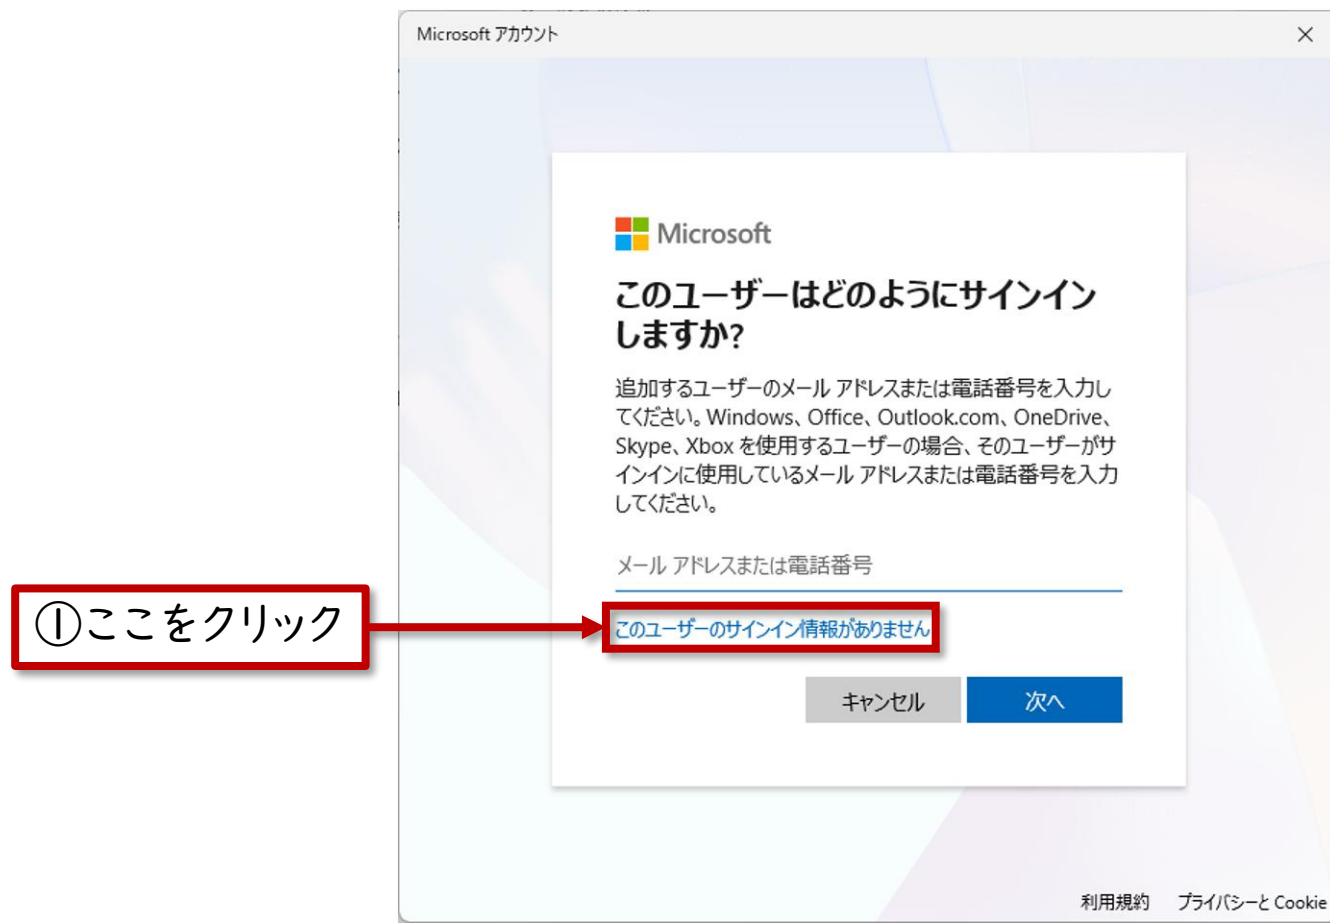 Microsoft アカウント
Microsoft
このユーザーはどのようにサインイン
しますか?
追加するユーザーのメール アドレスまたは電話番号を入力し
てください。Windows、Office、Outlook.com、OneDrive、
Skype、Xbox を使用するユーザーの場合、そのユーザーがサ
インインに使用しているメール アドレスまたは電話番号を入力
してください。
メール アドレスまたは電話番号
①ここをクリック
このユーザーのサインイン情報がありません
キャンセル 次へ
利用規約 プライバシーと Cookie